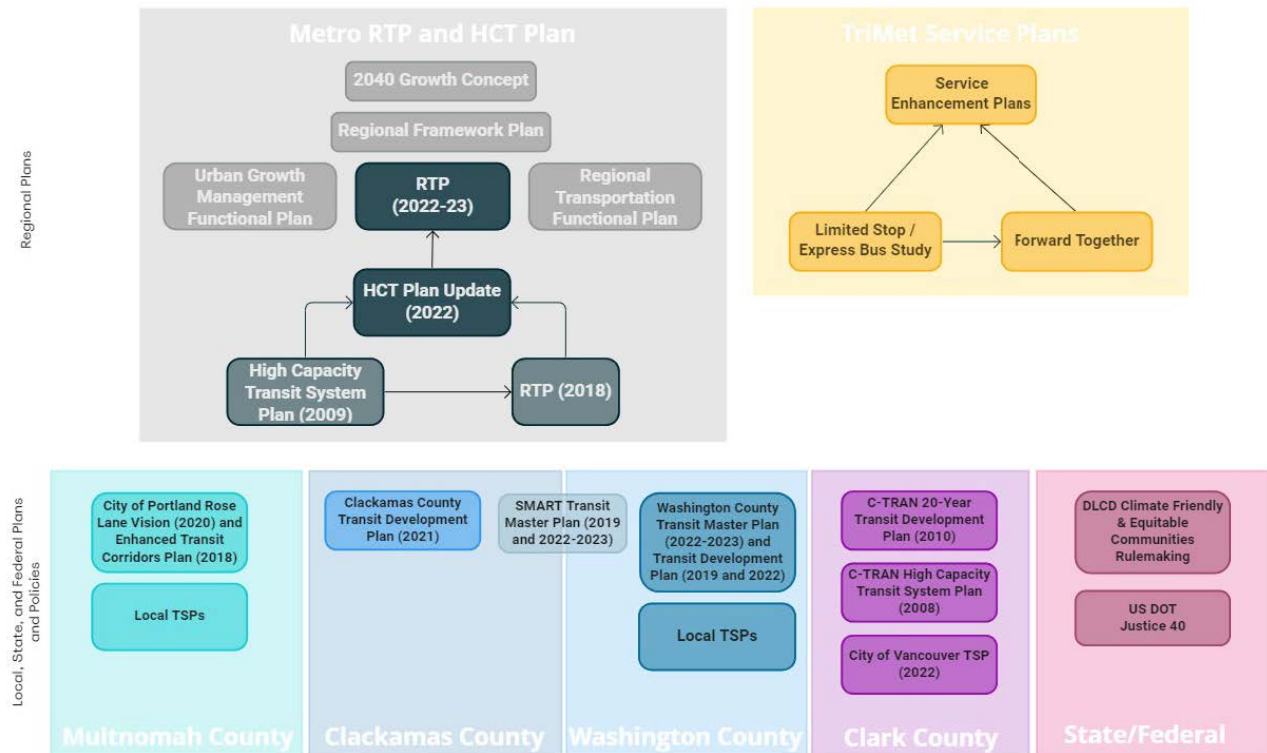 Regional Plans
Metro RTP and HCT Plan
2040 Growth Concept
Regional Framework Plan
Urban Growth
Management
Functional Plan
RTP
(2022-23)
Regional
Transportation
Functional Plan
HCT Plan Update
(2022)
High Capacity
Transit System
Plan (2009)
RTP (2018)
TriMet Service Plans
Service
Enhancement Plans
Limited Stop /
Express Bus Study
Forward Together
Local, State, and Federal Plans
and Policies
City of Portland Rose
Lane Vision (2020) and
Enhanced Transit
Corridors Plan (2018)
Local TSPs
Multnomah County
Clackamas County
Transit Development
Plan (2021)
SMART Transit
Master Plan (2019
and 2022-2023)
Clackamas County
Washington County
Transit Master Plan
(2022-2023) and
Transit Development
Plan (2019 and 2022)
Local TSPs
Washington County
C-TRAN 20-Year
Transit Development
Plan (2010)
C-TRAN High Capacity
Transit System Plan
(2008)
City of Vancouver TSP
(2022)
Clark County
DLCD Climate Friendly
& Equitable
Communities
Rulemaking
US DOT
Justice 40
State/Federal